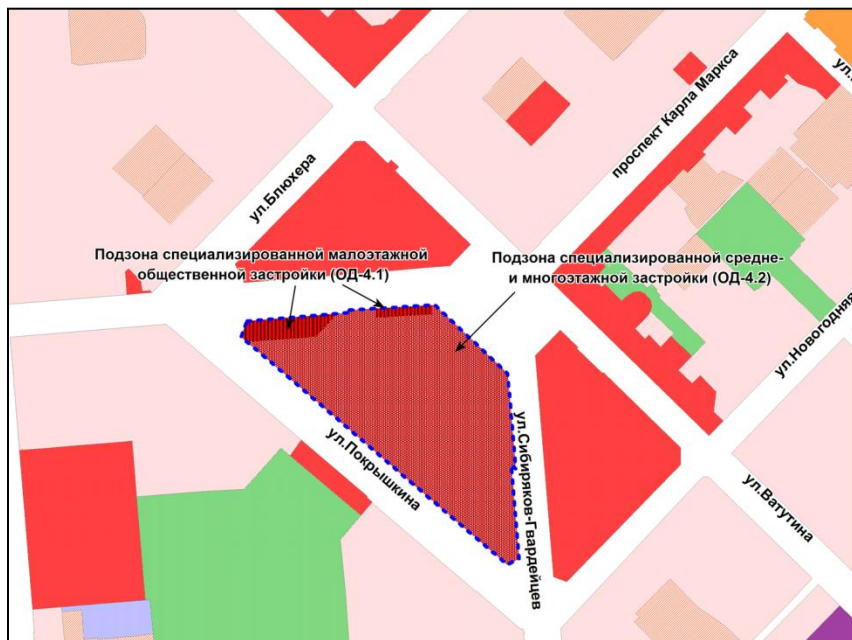 проспект Карла Маркса
ул.Блюхера
Подзона специализированной малоэтажной
общественной застройки (ОД-4.1)
Подзона специализированной средне-
и многоэтажной застройки (ОД-4.2)
ул.Новогодняя
ул.Покрышкина
ул.Сибиряков-Гвардейцев
ул.Ватутина